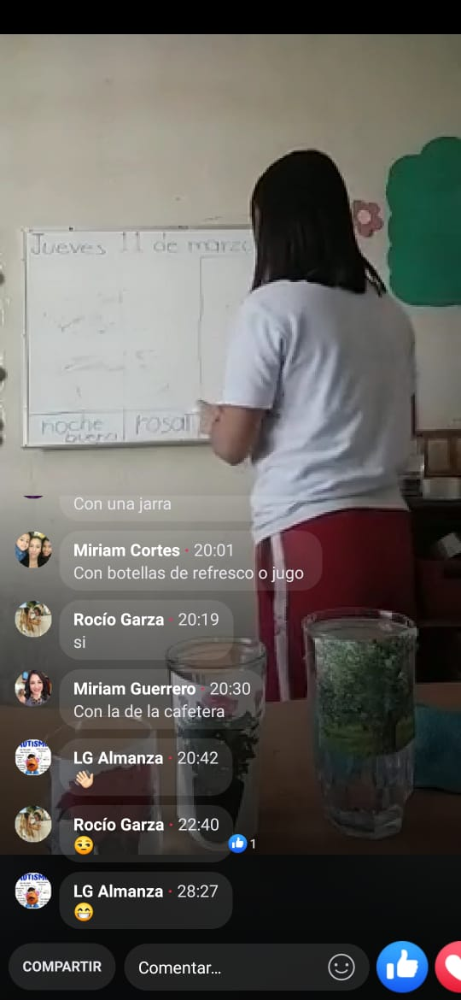 Jueves 11 de marzo
noche
buena
rosal
Con una jarra
Miriam Cortes · 20:01
Con botellas de refresco o jugo
Rocío Garza · 20:19
si
Miriam Guerrero · 20:30
Con la de la cafetera
AUTISMO
LG Almanza · 20:42
👋🏻
Rocío Garza · 22:40
😒
1
AUTISMO
LG Almanza · 28:27
😁
COMPARTIR
Comentar...